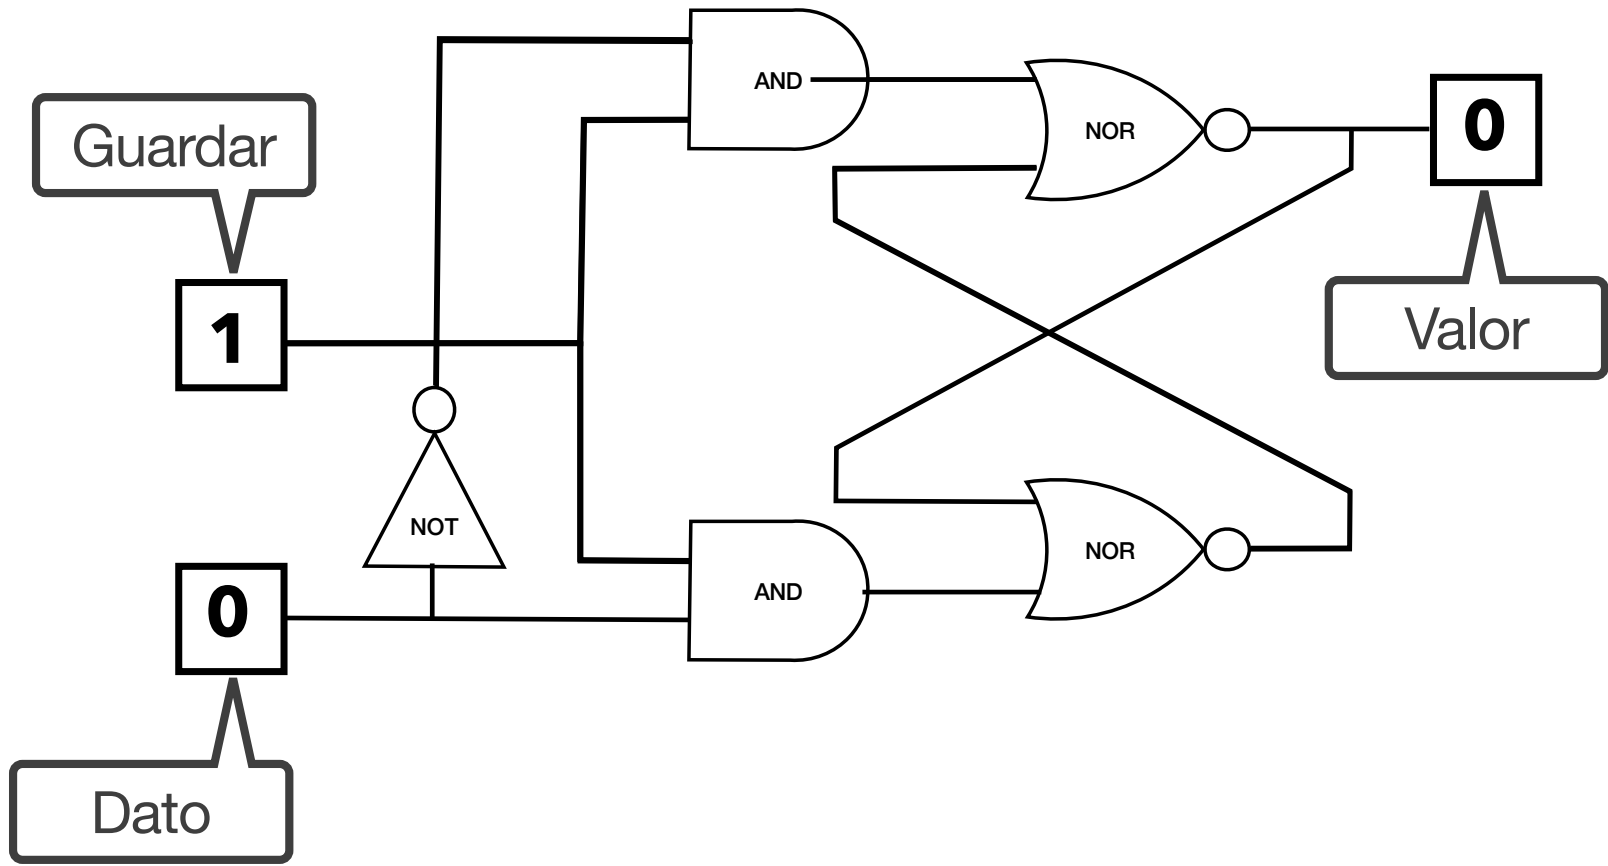 AND
Guardar
NOR
0
1
Valor
NOT
NOR
AND
0
Dato